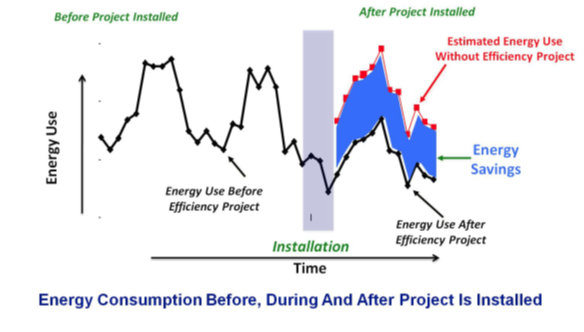 Before Project Installed
After Project Installed
Estimated Energy Use
Without Efficiency Project
Energy Use
Energy
Savings
Energy Use Before
Efficiency Project
Energy Use After
Efficiency Project
Installation
Time
Energy Consumption Before, During And After Project Is Installed